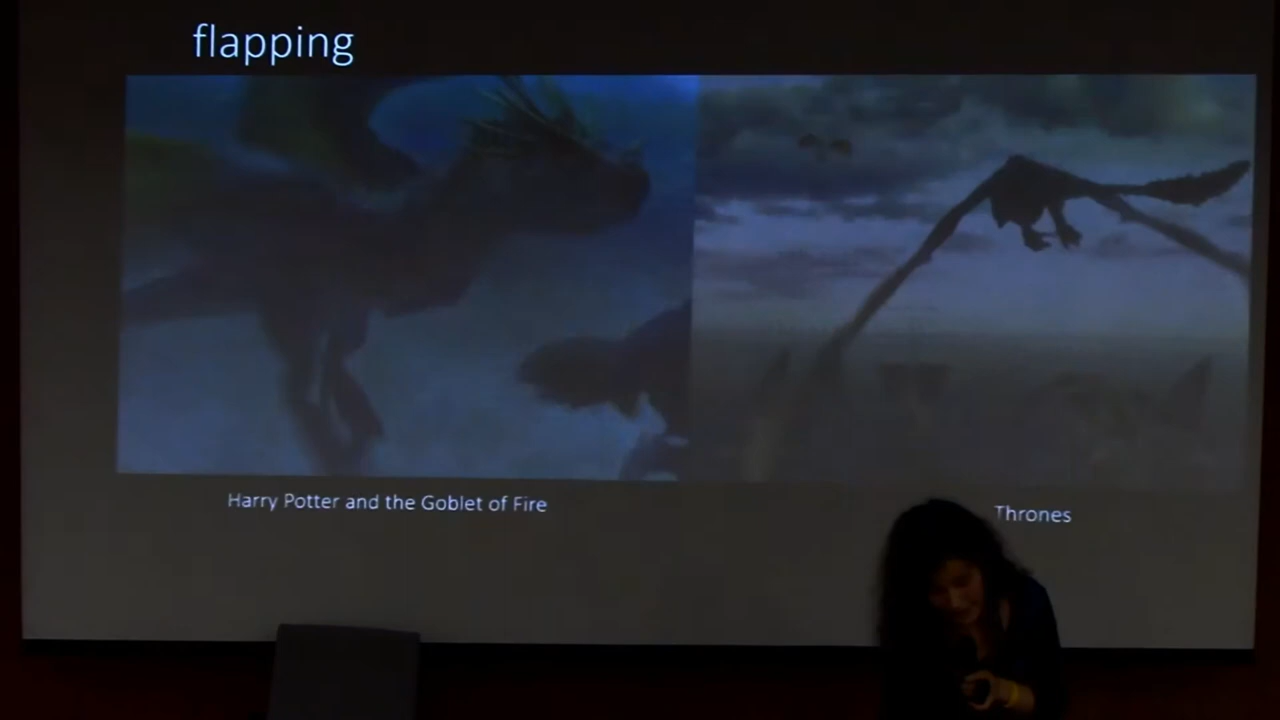 flapping
Harry Potter and the Goblet of Fire
Thrones